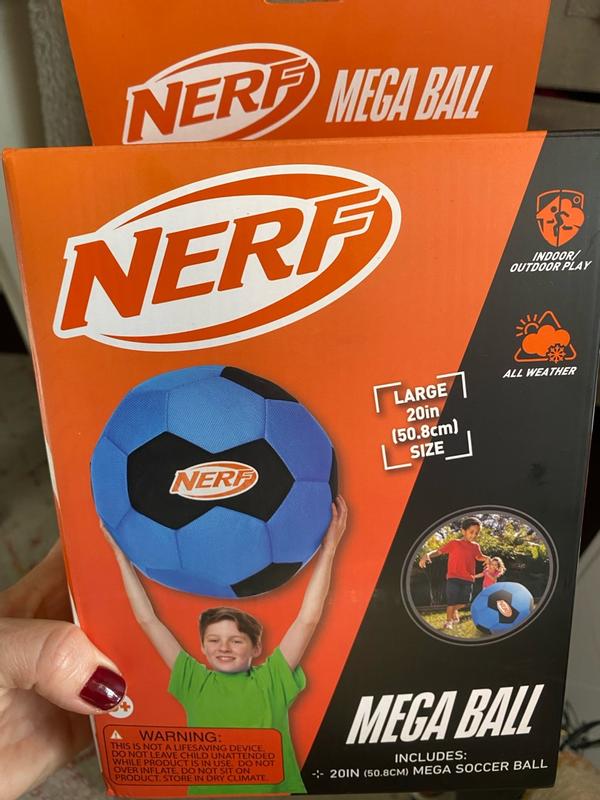 NERF MEGA BALL
NERF
INDOOR/
OUTDOOR PLAY
ALL WEATHER
LARGE
20in
(50.8cm)
SIZE
NERF
NERF
MEGA BALL
INCLUDES:
20IN (50.8CM) MEGA SOCCER BALL
WARNING:
THIS IS NOT A LIFESAVING DEVICE.
DO NOT LEAVE CHILD UNATTENDED
WHILE PRODUCT IS IN USE. DO NOT
OVER INFLATE. DO NOT SIT ON
PRODUCT. STORE IN DRY CLIMATE.